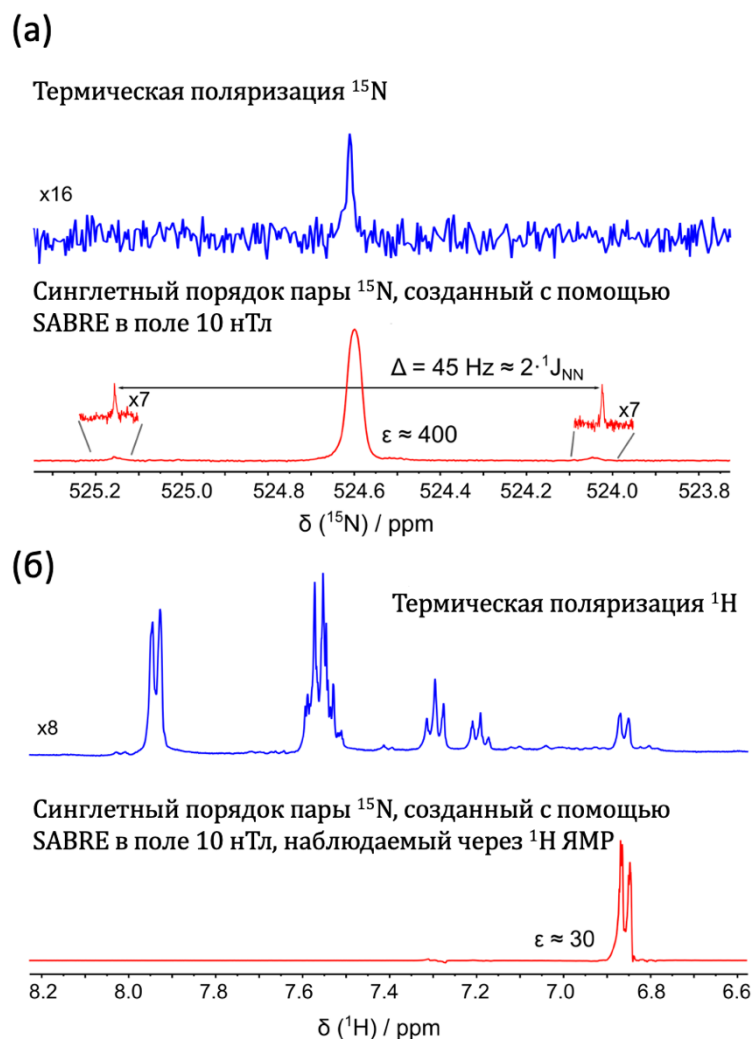 (а)
Термическая поляризация ¹⁵N
x16
Синглетный порядок пары ¹⁵N, созданный с помощью
SABRE в поле 10 нТл
Δ = 45 Hz ≈ 2·¹J_NN
x7
x7
ε ≈ 400
525.2 525.0 524.8 524.6 524.4 524.2 524.0 523.8
δ (¹⁵N) / ppm
(б)
Термическая поляризация ¹H
x8
Синглетный порядок пары ¹⁵N, созданный с помощью
SABRE в поле 10 нТл, наблюдаемый через ¹H ЯМР
ε ≈ 30
8.2 8.0 7.8 7.6 7.4 7.2 7.0 6.8 6.6
δ (¹H) / ppm